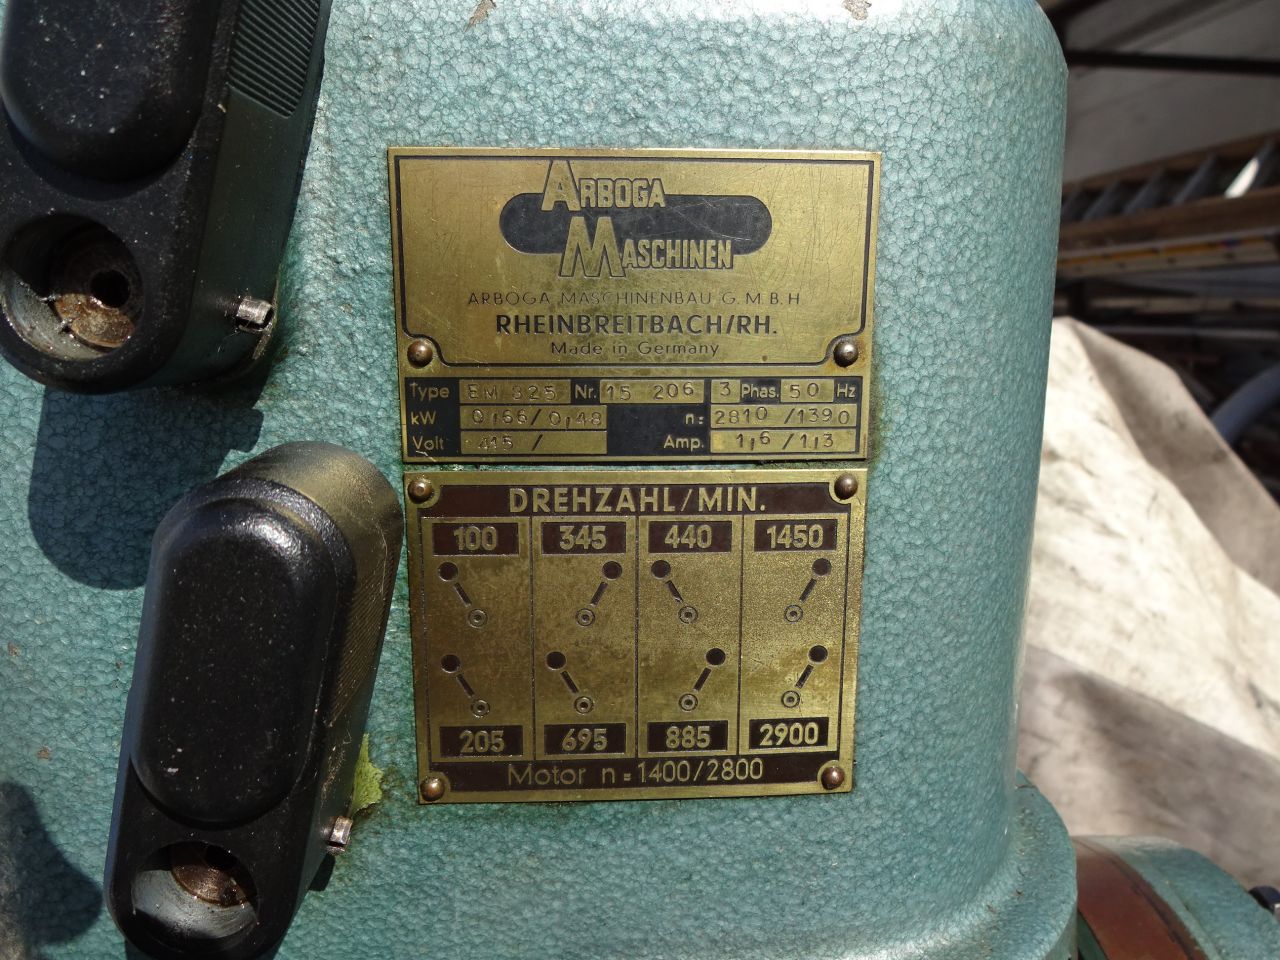 ARBOGA
MASCHINEN
ARBOGA MASCHINENBAU G.M.B.H
RHEINBREITBACH/RH.
Made in Germany
Type EM 825 Nr. 15 206 3 Phas. 50 Hz
kW 0,66/0,48 n: 2810 /1390
Volt 415 / Amp. 1,6 / 1,3
DREHZAHL/MIN.
100 345 440 1450
205 695 885 2900
Motor n = 1400/2800